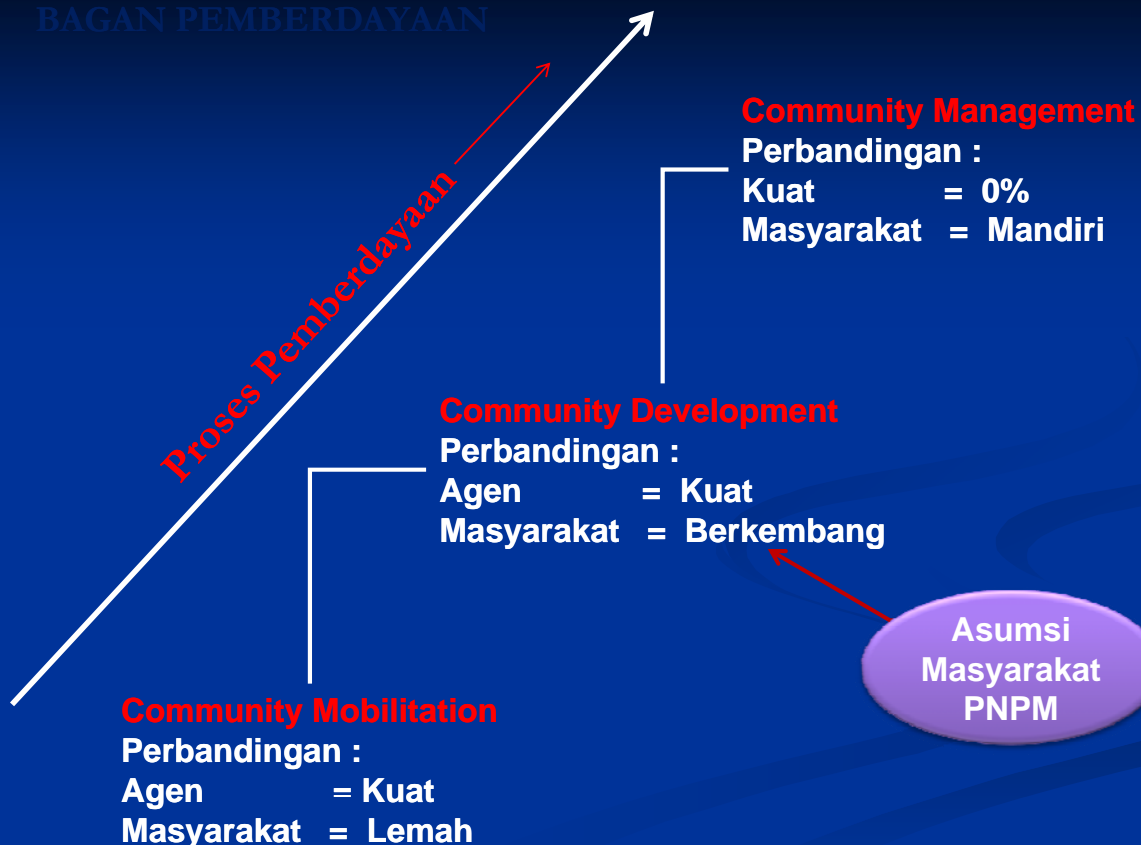 BAGAN PEMBERDAYAAN
Proses Pemberdayaan
Community Management
Perbandingan :
Kuat = 0%
Masyarakat = Mandiri
Community Development
Perbandingan :
Agen = Kuat
Masyarakat = Berkembang
Asumsi
Masyarakat
PNPM
Community Mobilitation
Perbandingan :
Agen = Kuat
Masyarakat = Lemah